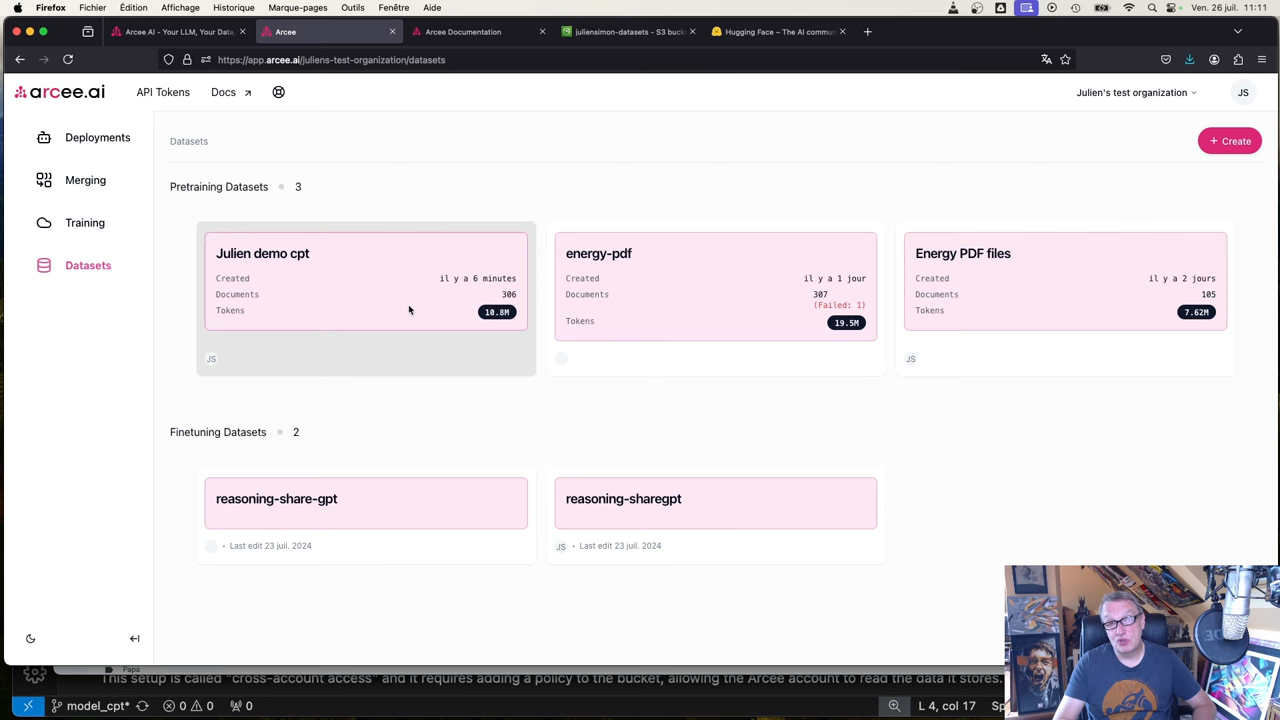 Firefox Fichier Édition Affichage Historique Marque-pages Outils Fenêtre Aide Ven. 26 juil. à 11:11
Arcee AI - Your LLM, Your Data, Arcee Arcee Documentation juliensimon-datasets - S3 buck Hugging Face – The AI commun
https://app.arcee.ai/juliens-test-organization/datasets
arcee.ai API Tokens Docs Julien's test organization JS
Deployments
Merging
Training
Datasets
Datasets
+ Create
Pretraining Datasets 3
Julien demo cpt
Created il y a 6 minutes
Documents 306
Tokens 10.8M
JS
energy-pdf
Created il y a 1 jour
Documents 307
(Failed: 1)
Tokens 19.5M
Energy PDF files
Created il y a 2 jours
Documents 105
Tokens 7.62M
JS
Finetuning Datasets 2
reasoning-share-gpt
• Last edit 23 juil. 2024
reasoning-sharegpt
JS • Last edit 23 juil. 2024
Papa
This setup is called "cross-account access" and it requires adding a policy to the bucket, allowing the Arcee account to read the data it stores.
model_cpt* 0 0 0 L 4, col 17